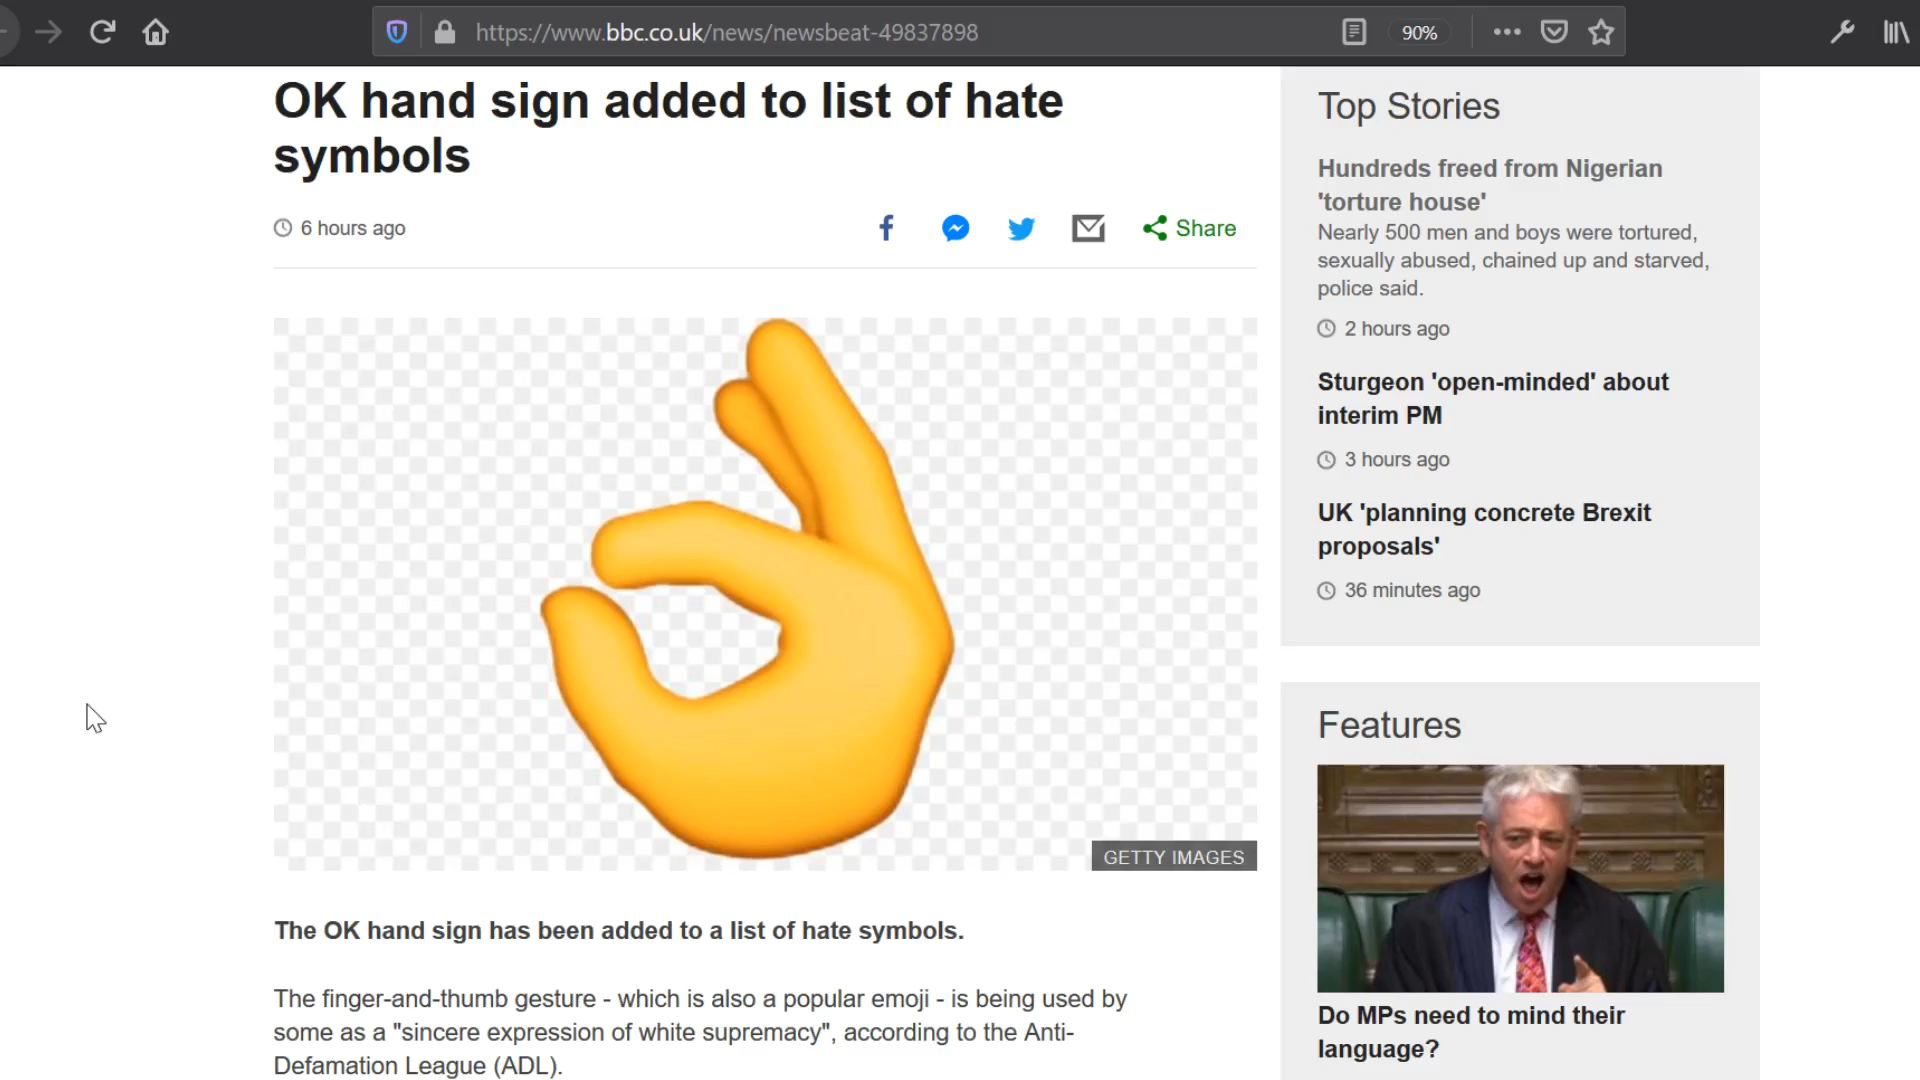 https://www.bbc.co.uk/news/newsbeat-49837898
90%
OK hand sign added to list of hate
symbols
6 hours ago
Share
GETTY IMAGES
The OK hand sign has been added to a list of hate symbols.
The finger-and-thumb gesture - which is also a popular emoji - is being used by
some as a "sincere expression of white supremacy", according to the Anti-
Defamation League (ADL).
Top Stories
Hundreds freed from Nigerian
'torture house'
Nearly 500 men and boys were tortured,
sexually abused, chained up and starved,
police said.
2 hours ago
Sturgeon 'open-minded' about
interim PM
3 hours ago
UK 'planning concrete Brexit
proposals'
36 minutes ago
Features
Do MPs need to mind their
language?